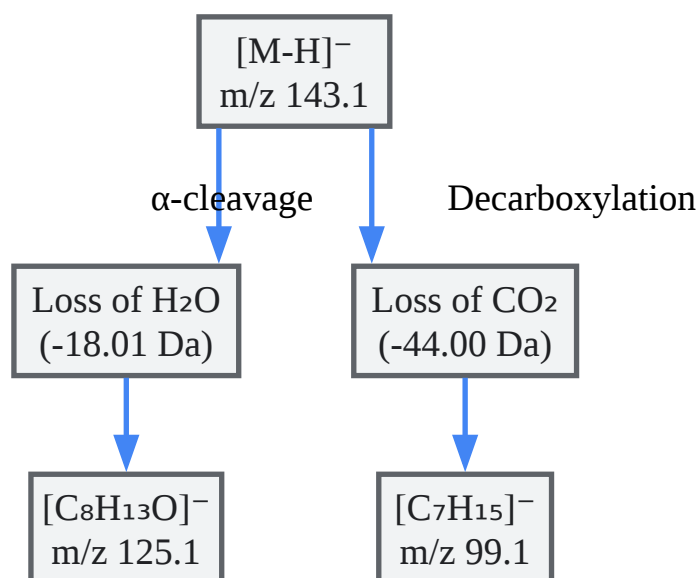 [M-H]⁻
m/z 143.1
α-cleavage
Decarboxylation
Loss of H₂O
(-18.01 Da)
Loss of CO₂
(-44.00 Da)
[C₈H₁₃O]⁻
m/z 125.1
[C₇H₁₅]⁻
m/z 99.1